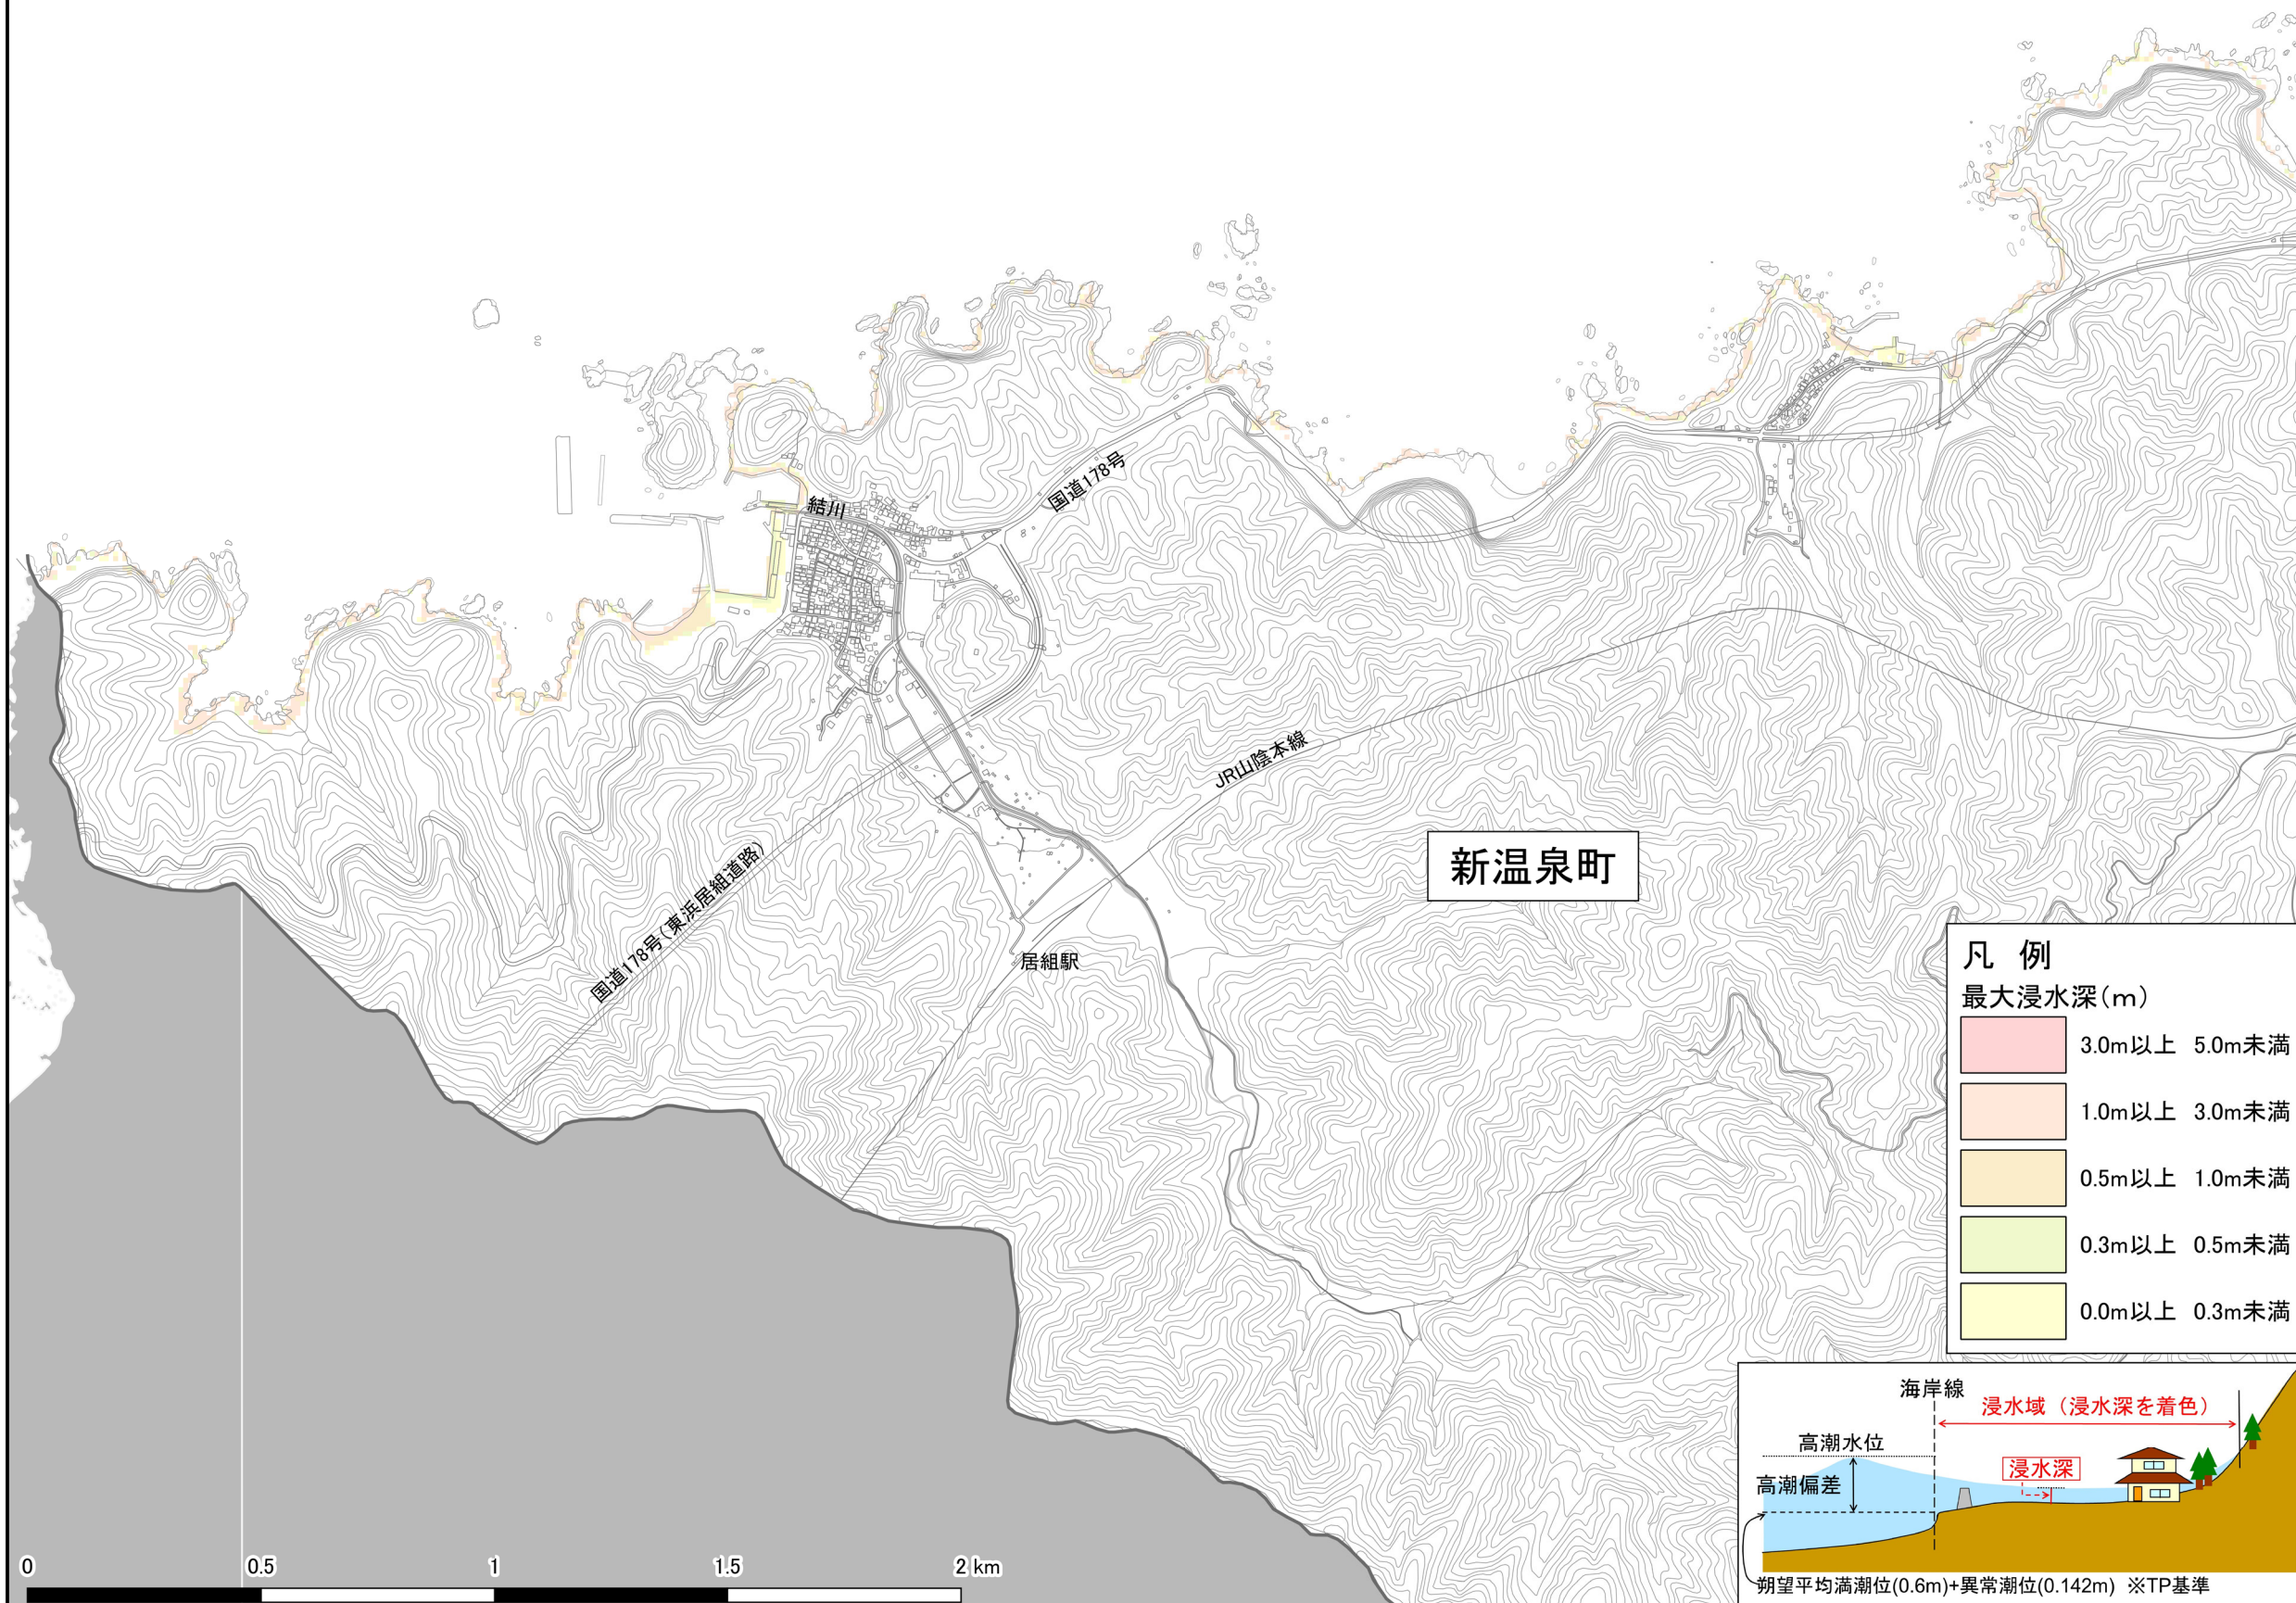 結川
国道178号
JR山陰本線
新温泉町
国道178号(東浜居組道路)
居組駅
凡 例
最大浸水深(m)
3.0m以上 5.0m未満
1.0m以上 3.0m未満
0.5m以上 1.0m未満
0.3m以上 0.5m未満
0.0m以上 0.3m未満
海岸線
浸水域(浸水深を着色)
高潮水位
浸水深
高潮偏差
朔望平均満潮位(0.6m)+異常潮位(0.142m) ※TP基準
0 0.5 1 1.5 2 km